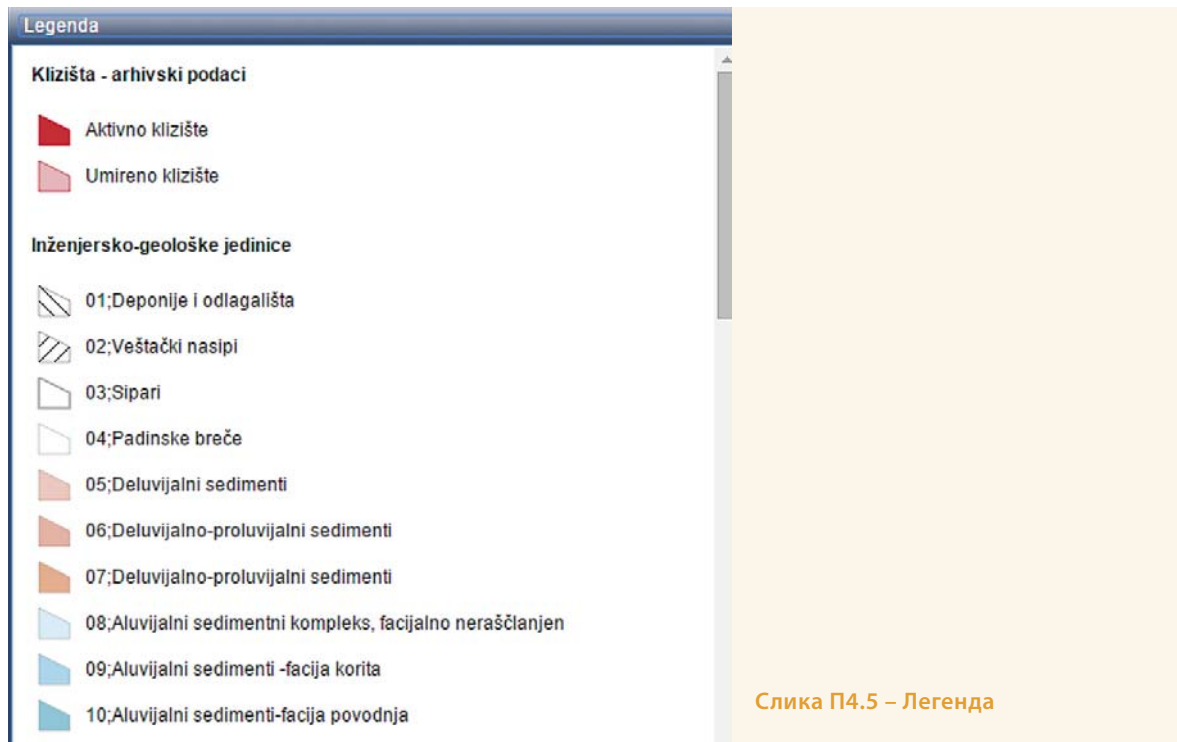 Legenda
Klizišta - arhivski podaci
Aktivno klizište
Umireno klizište
Inženjersko-geološke jedinice
01;Deponije i odlagališta
02;Veštački nasipi
03;Sipari
04;Padinske breče
05;Deluvijalni sedimenti
06;Deluvijalno-proluvijalni sedimenti
07;Deluvijalno-proluvijalni sedimenti
08;Aluvijalni sedimentni kompleks, facijalno neraščlanjen
09;Aluvijalni sedimenti -facija korita
10;Aluvijalni sedimenti-facija povodnja
Слика П4.5 – Легенда